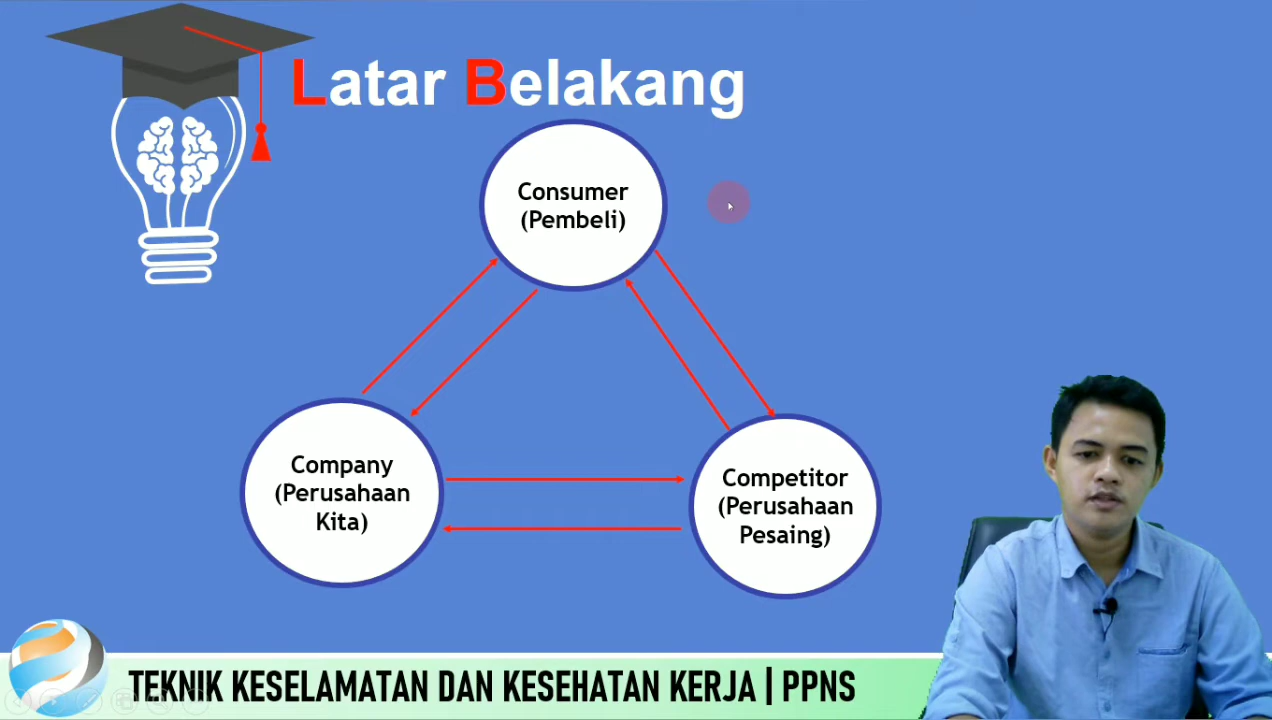 Latar Belakang
Consumer
(Pembeli)
Company
(Perusahaan
Kita)
Competitor
(Perusahaan
Pesaing)
TEKNIK KESELAMATAN DAN KESEHATAN KERJA | PPNS